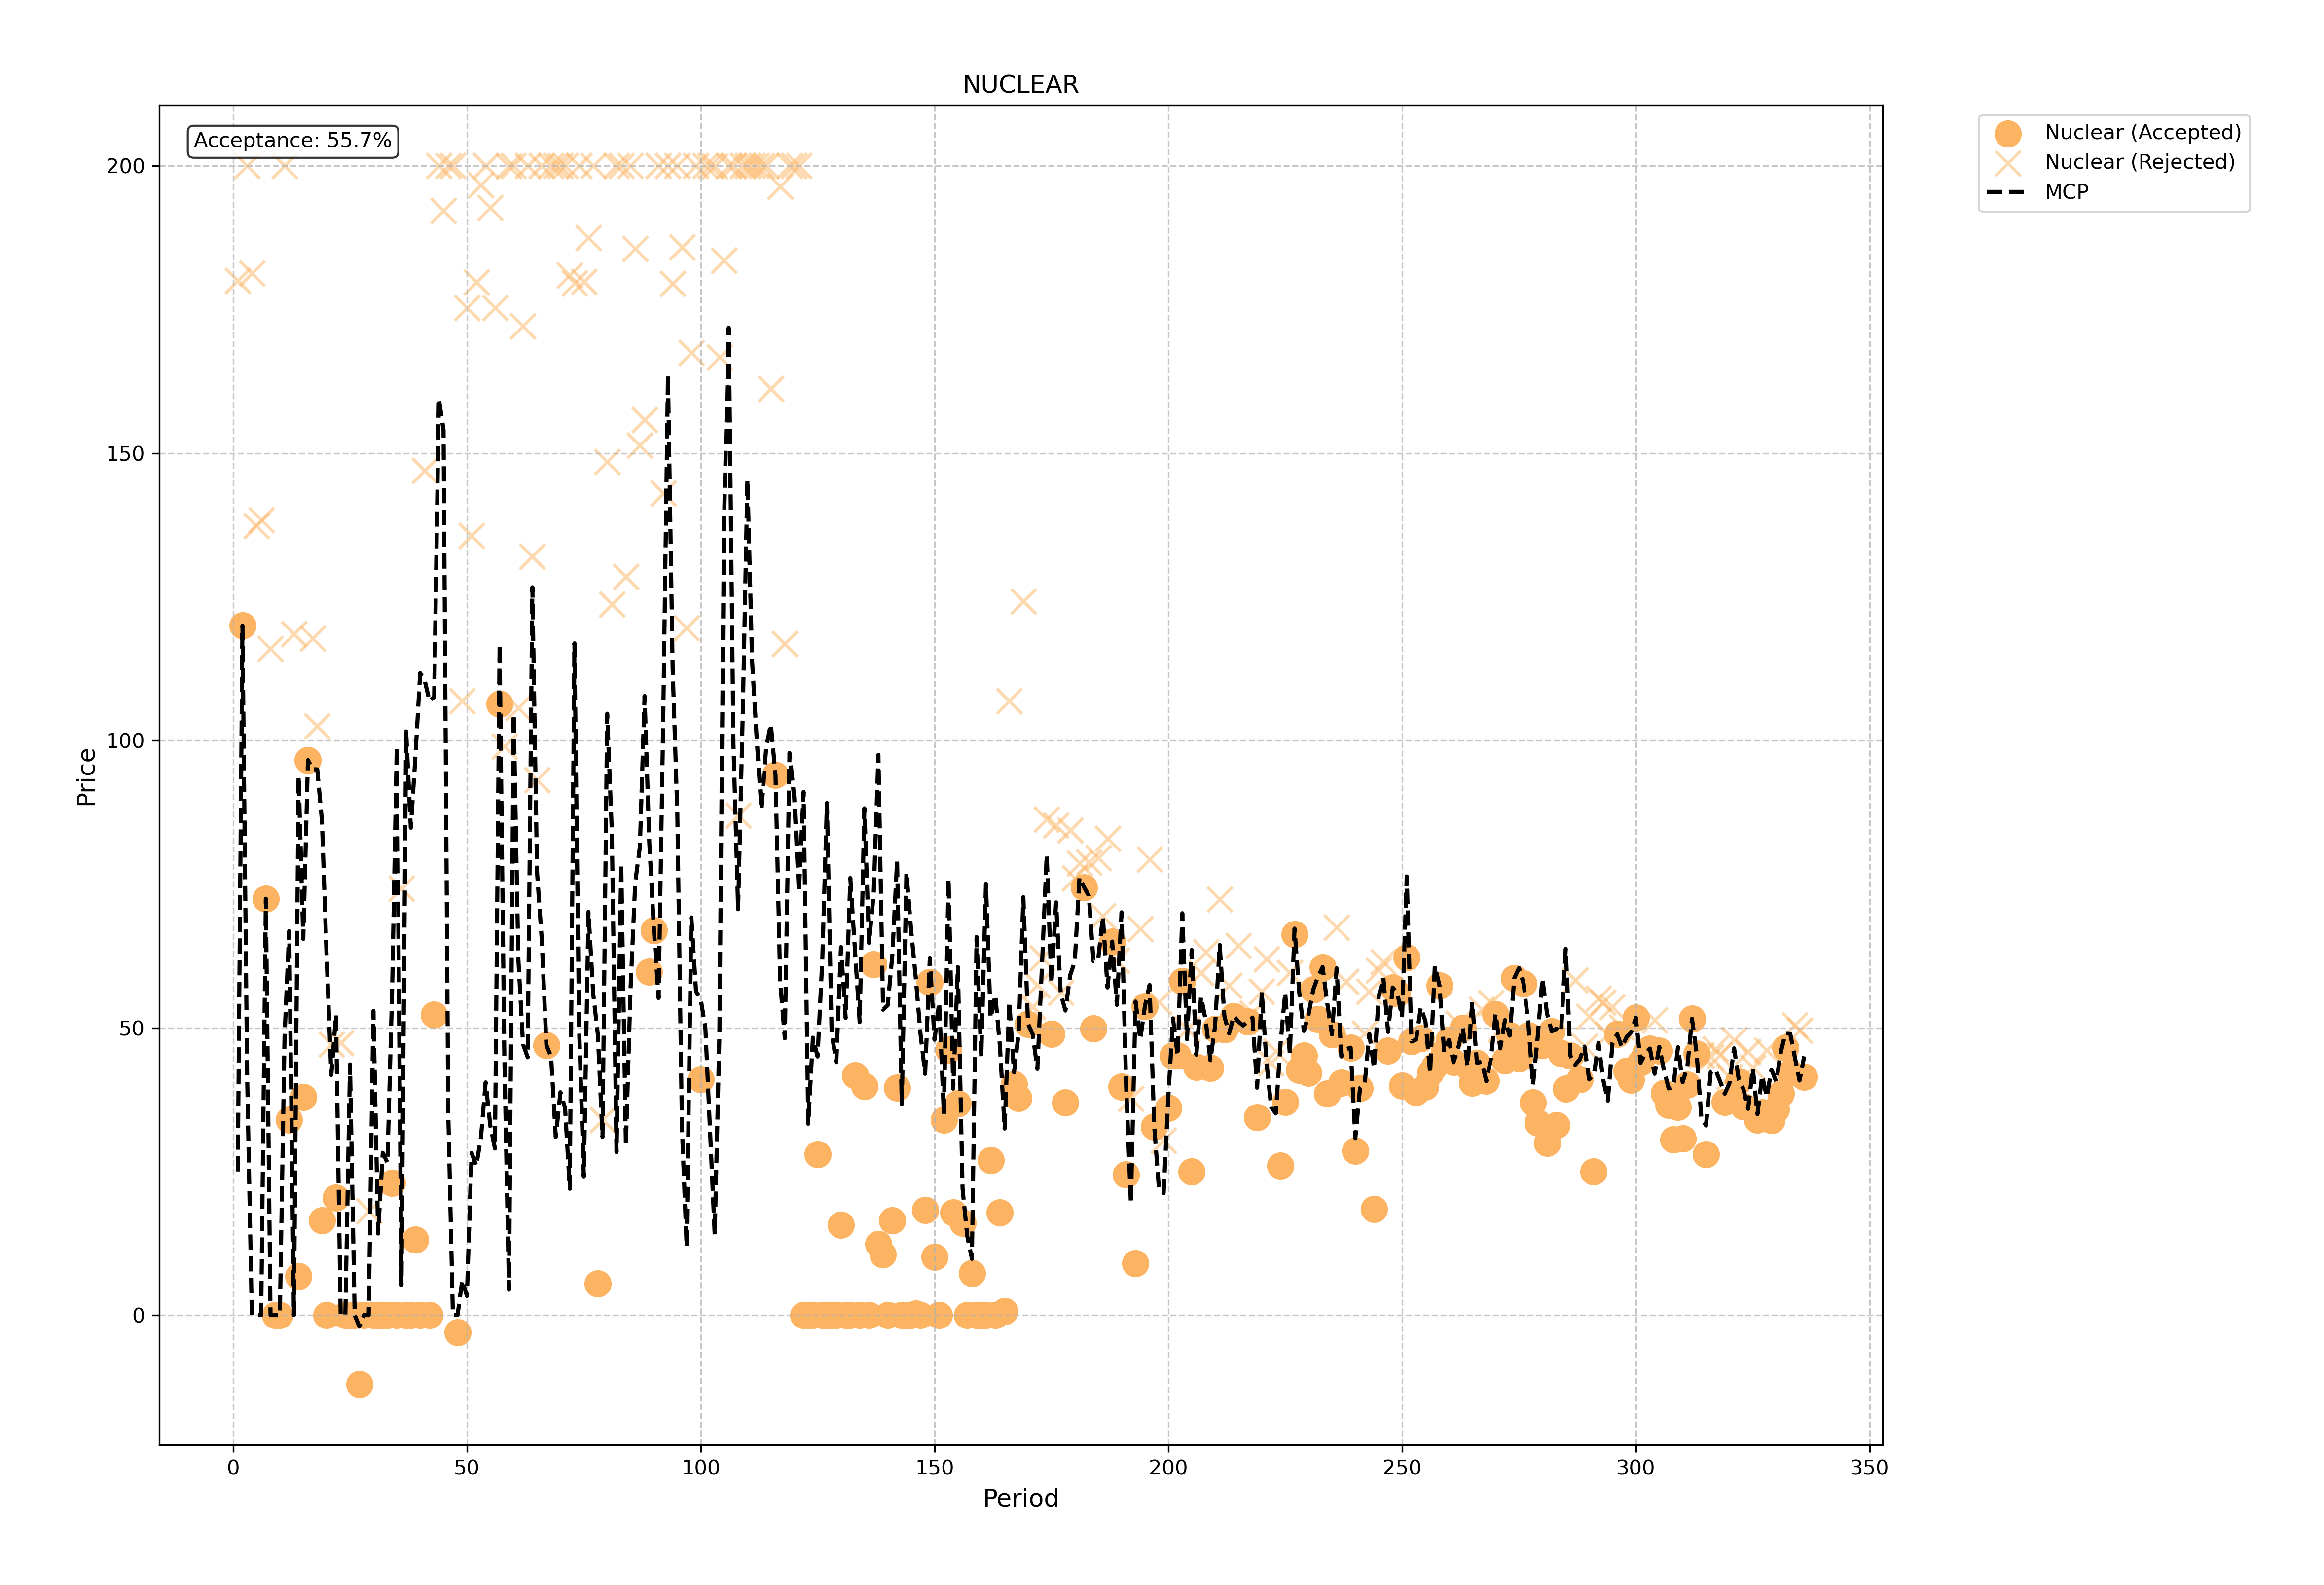 NUCLEAR
Acceptance: 55.7%
Nuclear (Accepted)
Nuclear (Rejected)
MCP
200
150
100
50
0
Price
0 50 100 150 200 250 300 350
Period